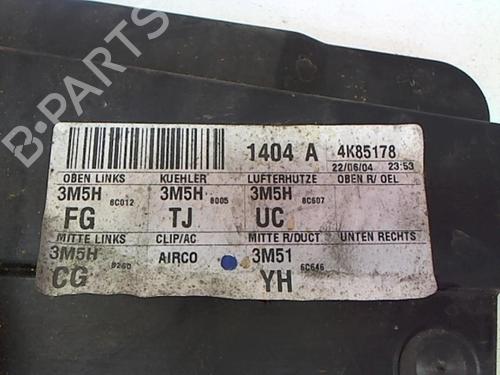 B-PARTS
1404 A 4K85178
22/06/04 23:53
OBEN LINKS KUEHLER LUFTERHUTZE OBEN R/ OEL
3M5H 8C012 3M5H 8005 3M5H 8C607
FG TJ UC
MITTE LINKS CLIP/AC MITTE R/DUCT UNTEN RECHTS
3M5H 9260 AIRCO 3M51 6C646
CG YH